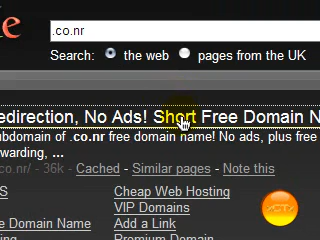 .co.nr
Search: the web pages from the UK
edirection, No Ads! Short Free Domain N
bdomain of .co.nr free domain name! No ads, plus free
warding, ...
.co.nr/ - 36k - Cached - Similar pages - Note this
S Cheap Web Hosting
VIP Domains
e Domain Name Add a Link
Premium Domain